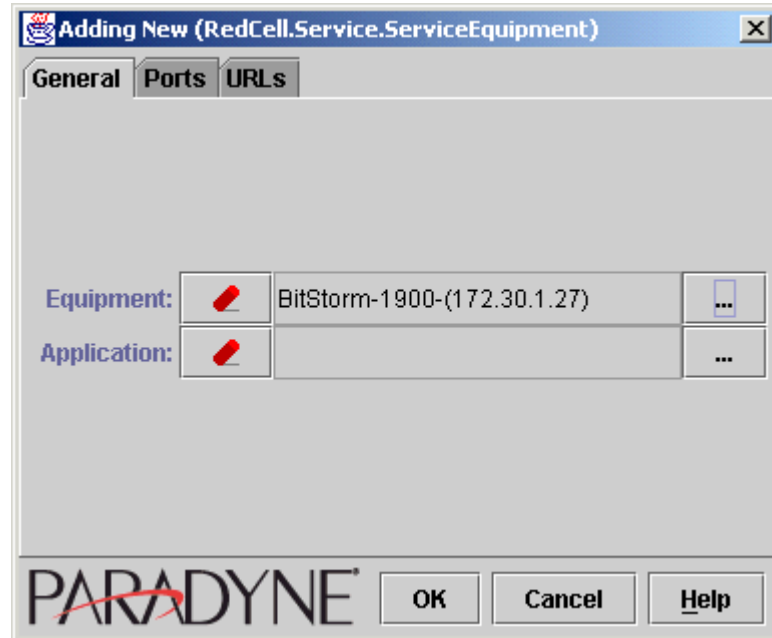 Adding New (RedCell.Service.ServiceEquipment)
General Ports URLs
Equipment: BitStorm-1900-(172.30.1.27) ...
Application: ...
PARADYNE® OK Cancel Help